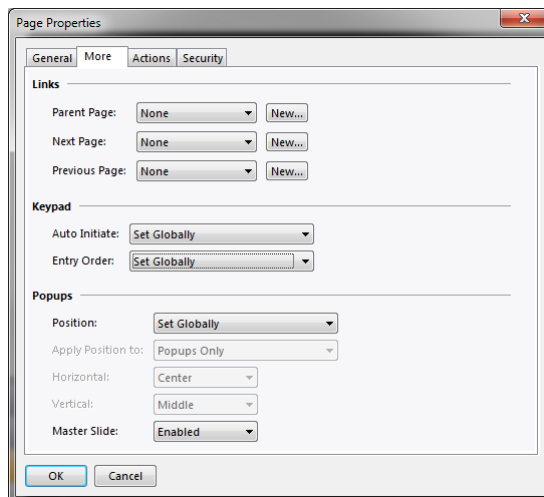 Page Properties
General More Actions Security
Links
Parent Page: None New...
Next Page: None New...
Previous Page: None New...
Keypad
Auto Initiate: Set Globally
Entry Order: Set Globally
Popups
Position: Set Globally
Apply Position to: Popups Only
Horizontal: Center
Vertical: Middle
Master Slide: Enabled
OK Cancel